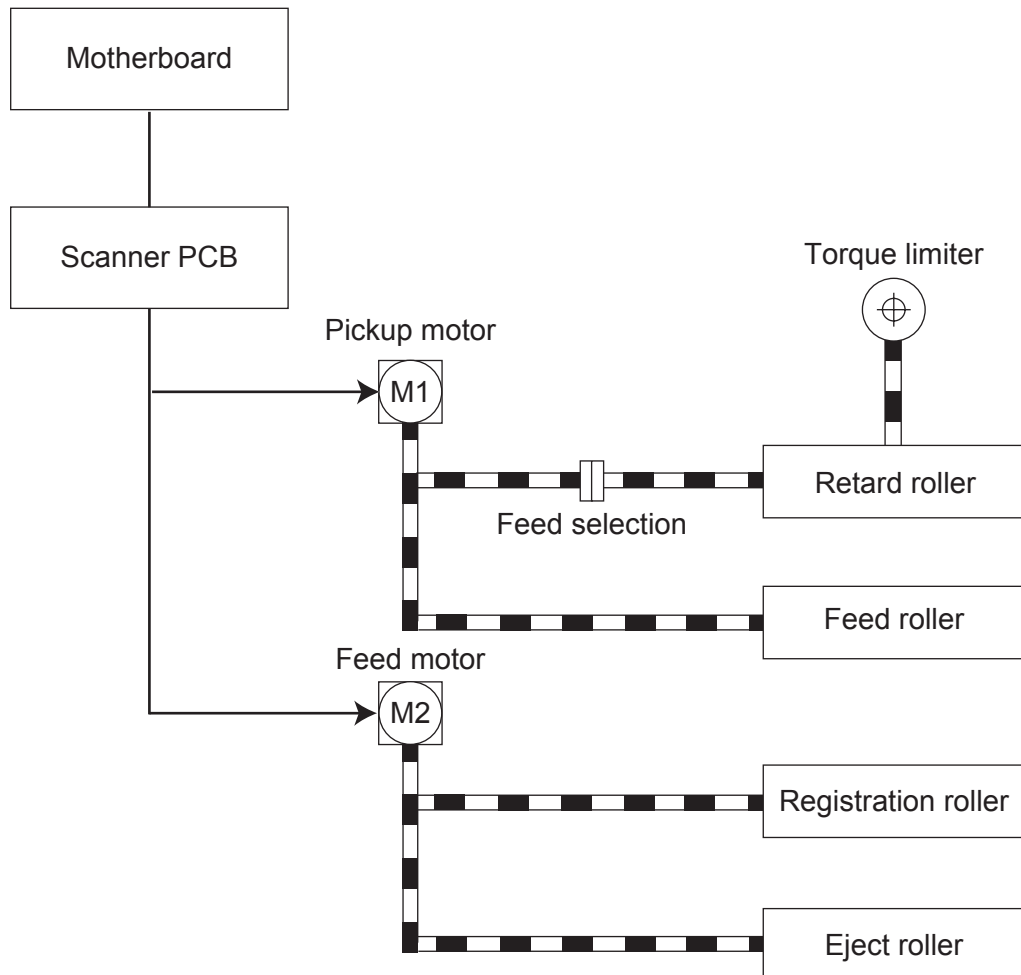 Motherboard
Scanner PCB
Torque limiter
Pickup motor
M1
Retard roller
Feed selection
Feed roller
Feed motor
M2
Registration roller
Eject roller